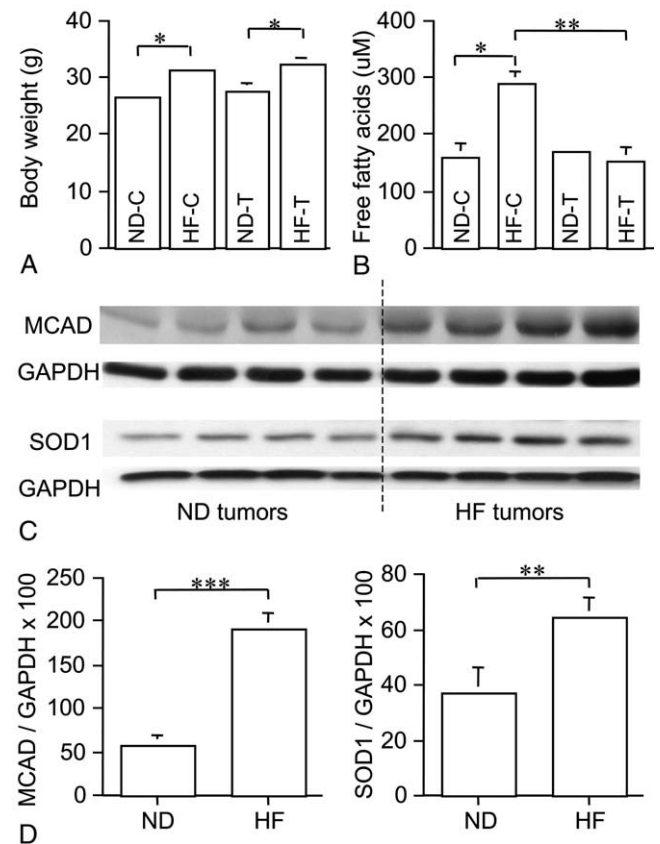 Body weight (g)
40
30
20
10
0
*
*
ND-C
HF-C
ND-T
HF-T
A
Free fatty acids (uM)
400
300
200
100
0
*
**
ND-C
HF-C
ND-T
HF-T
B
MCAD
GAPDH
SOD1
GAPDH
ND tumors
HF tumors
C
MCAD / GAPDH x 100
250
200
150
100
50
0
***
ND
HF
SOD1 / GAPDH x 100
80
60
40
20
0
**
ND
HF
D